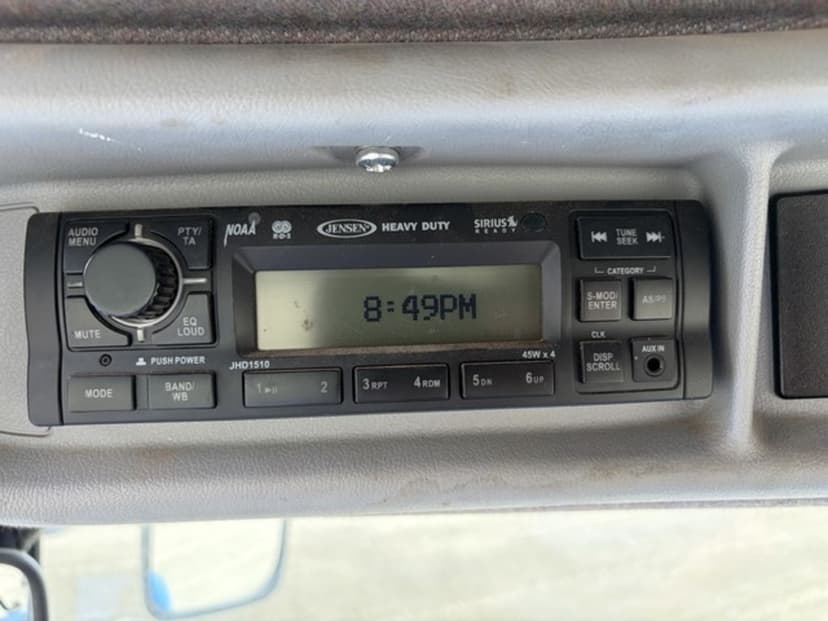 AUDIO MENU
PTY/ TA
NOAA
RDS
JENSEN® HEAVY DUTY
SIRIUS READY
TUNE SEEK
CATEGORY
8:49PM
S-MOD/ ENTER
MUTE
EQ LOUD
PUSH POWER
JHD1510
45W x 4
CLK
DISP SCROLL
AUX IN
MODE
BAND/ WB
1 2
3 RPT 4 RDM
5 DN 6 UP